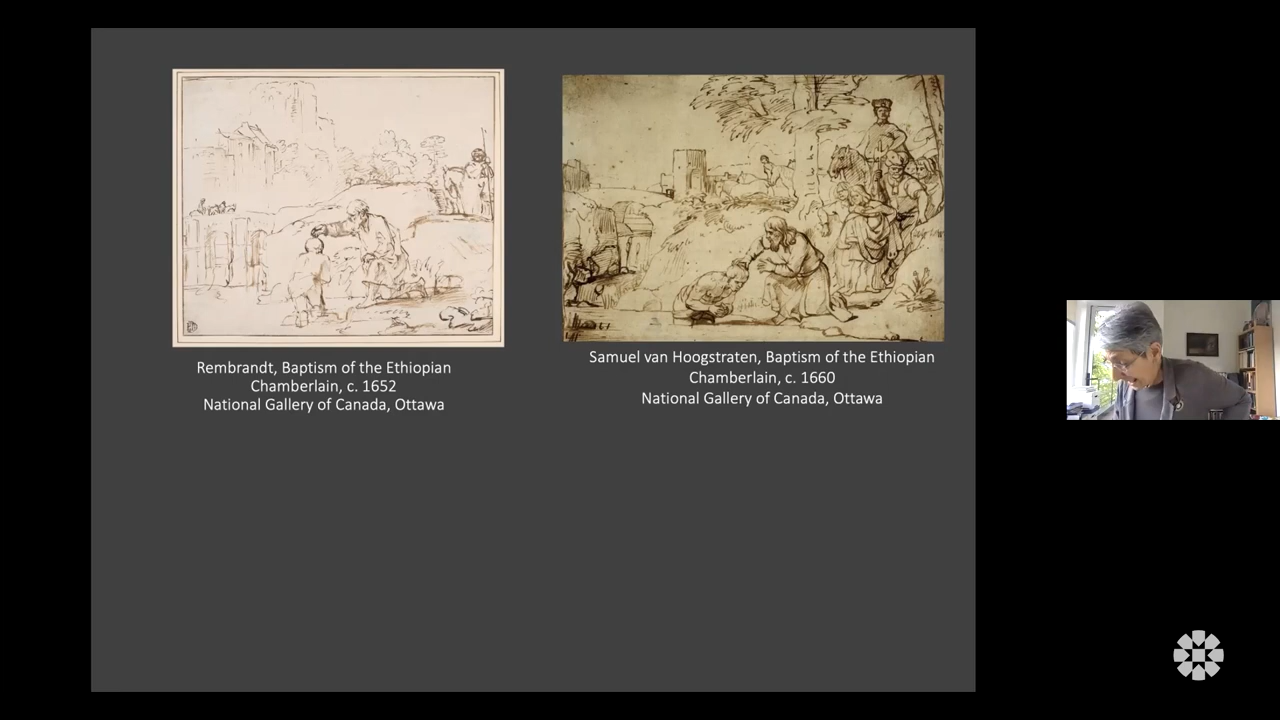 Rembrandt, Baptism of the Ethiopian
Chamberlain, c. 1652
National Gallery of Canada, Ottawa
Samuel van Hoogstraten, Baptism of the Ethiopian
Chamberlain, c. 1660
National Gallery of Canada, Ottawa